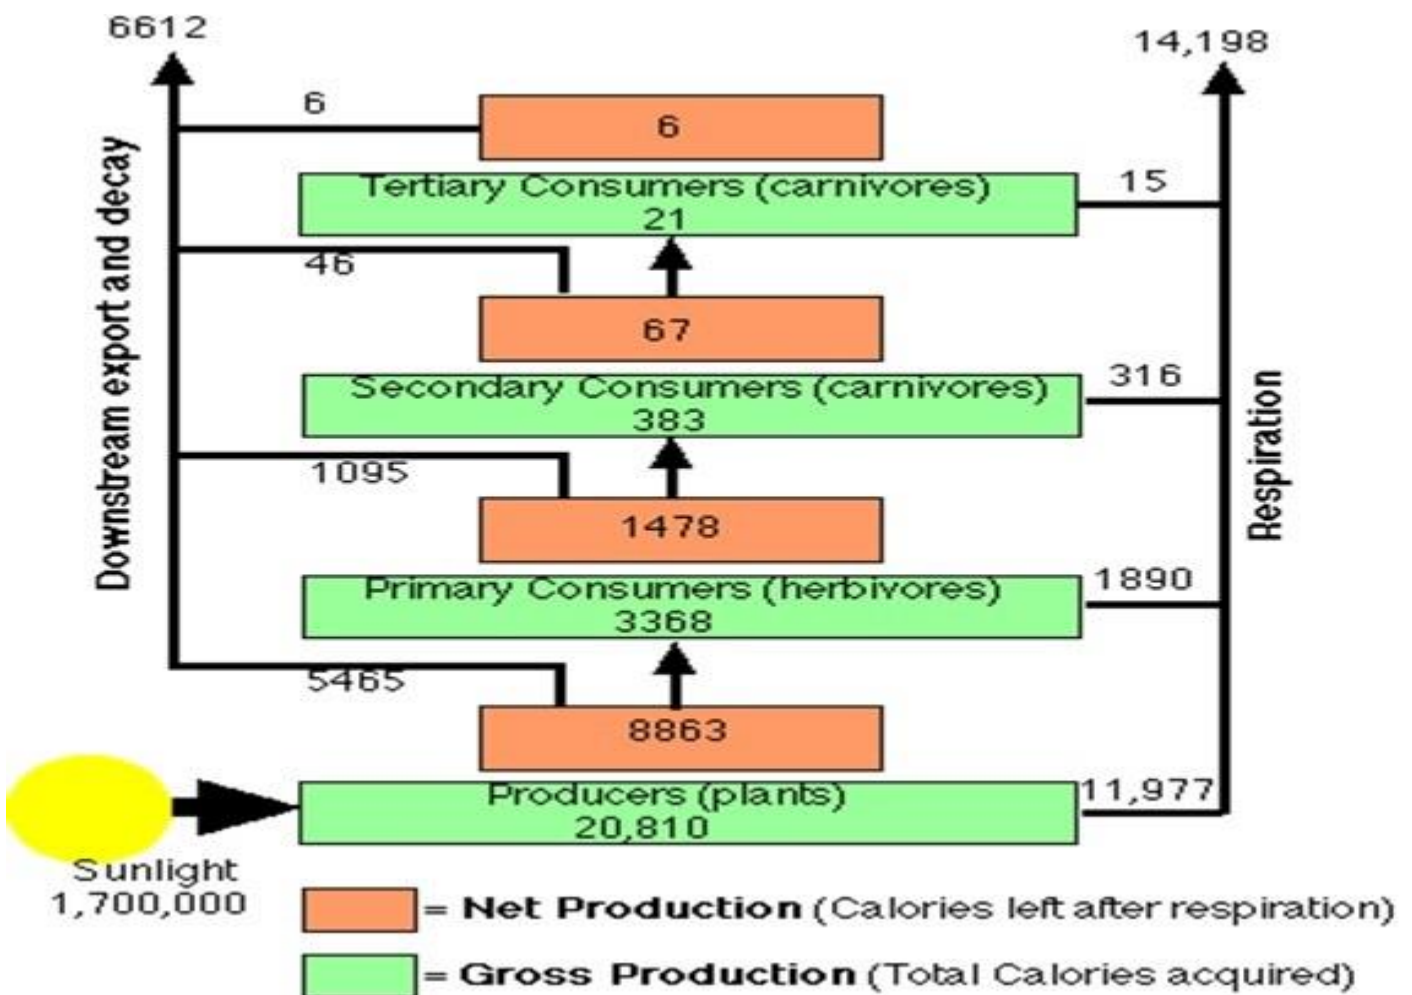 6612
14,198
6
6
Tertiary Consumers (carnivores)
21
15
46
67
Secondary Consumers (carnivores)
383
316
1095
1478
Primary Consumers (herbivores)
3368
1890
5465
8863
Producers (plants)
20,810
11,977
Downstream export and decay
Respiration
Sunlight
1,700,000
= Net Production (Calories left after respiration)
= Gross Production (Total Calories acquired)